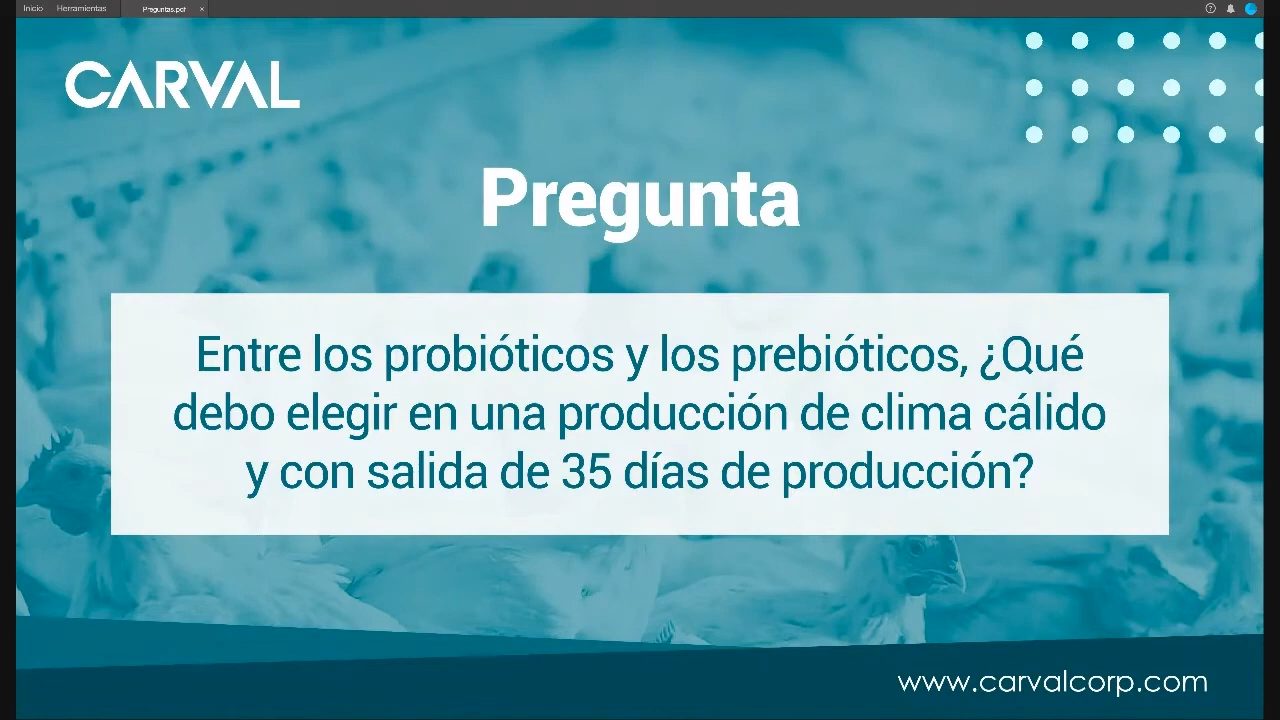 Inicio Herramientas Preguntas.pdf ×
CARVAL
Pregunta
Entre los probióticos y los prebióticos, ¿Qué
debo elegir en una producción de clima cálido
y con salida de 35 días de producción?
www.carvalcorp.com